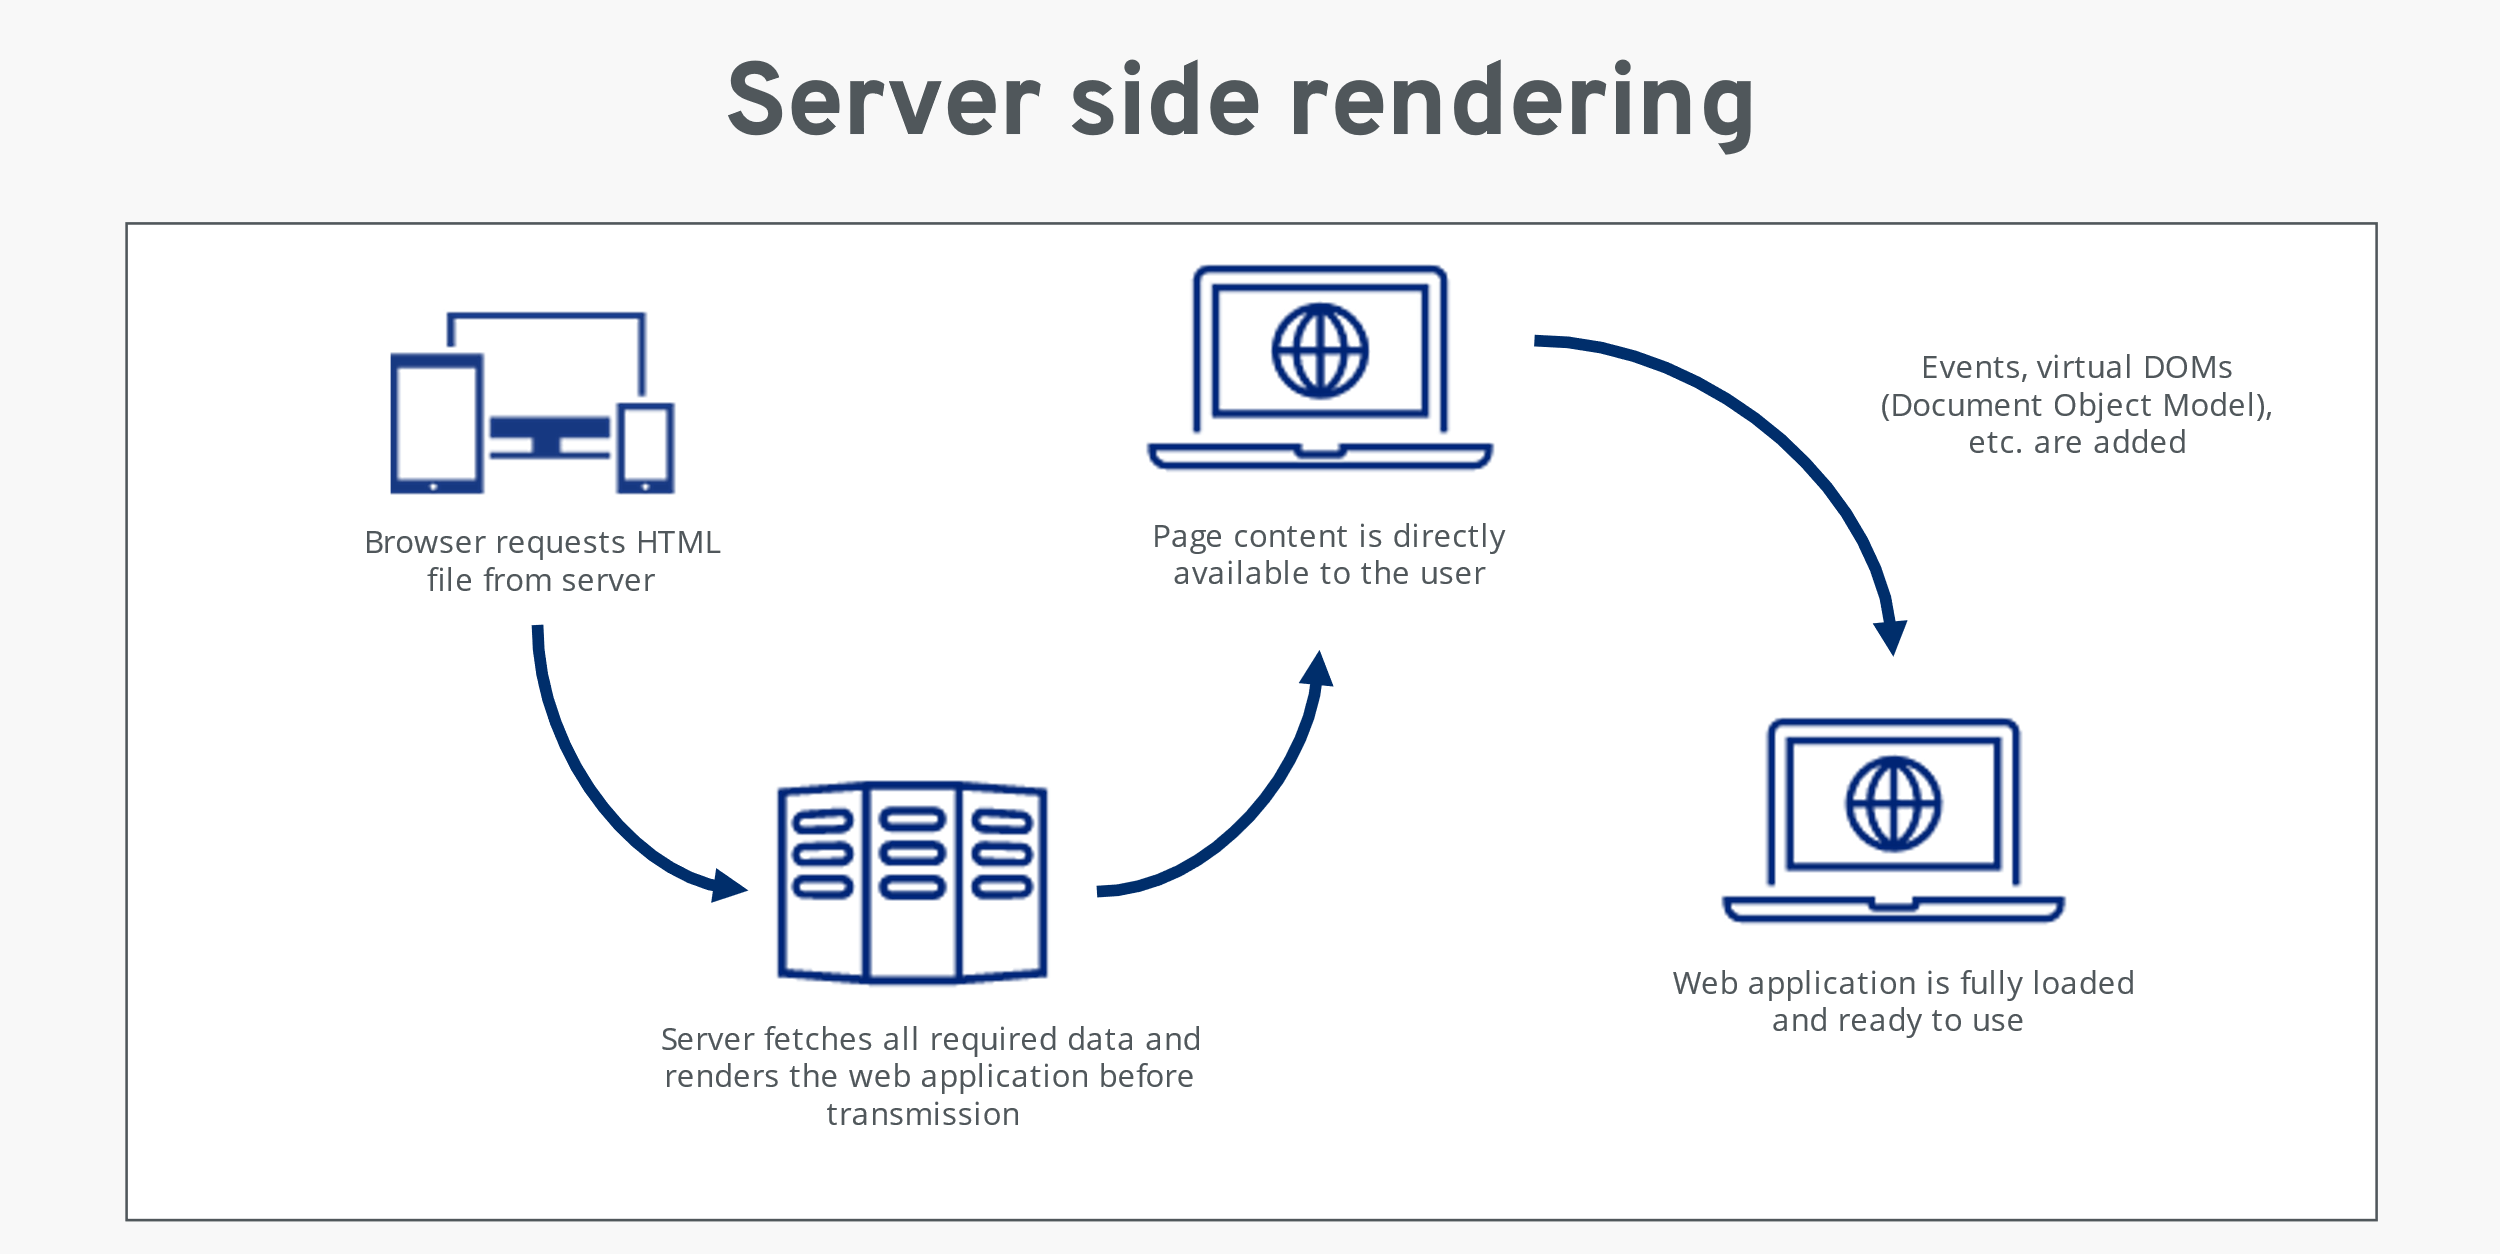 Server side rendering
Browser requests HTML
file from server
Server fetches all required data and
renders the web application before
transmission
Page content is directly
available to the user
Events, virtual DOMs
(Document Object Model),
etc. are added
Web application is fully loaded
and ready to use